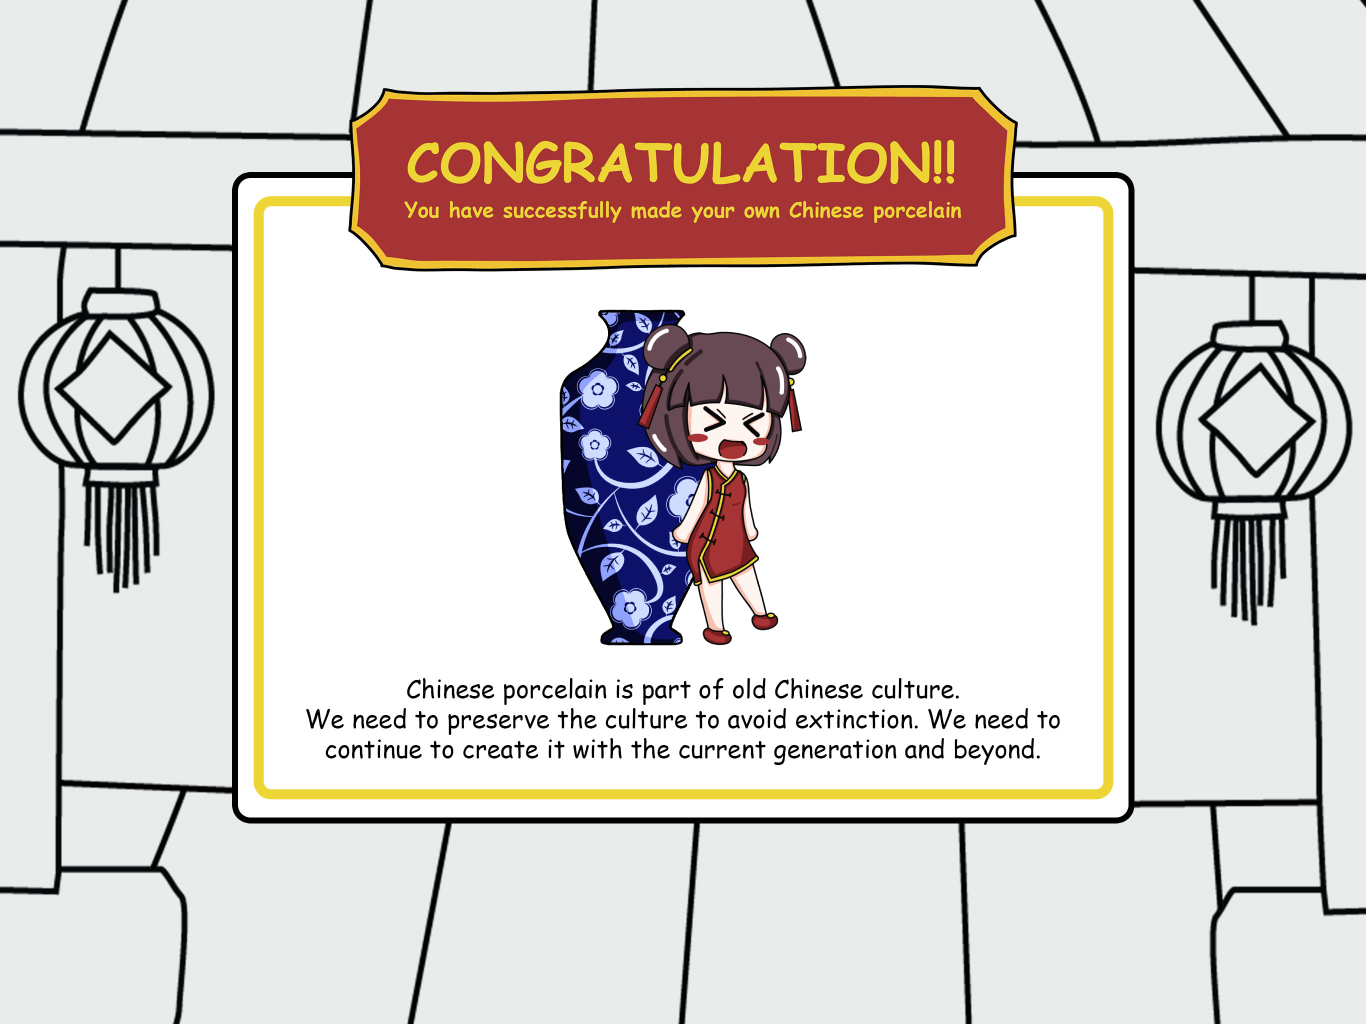 CONGRATULATION!!
You have successfully made your own Chinese porcelain
Chinese porcelain is part of old Chinese culture.
We need to preserve the culture to avoid extinction. We need to
continue to create it with the current generation and beyond.